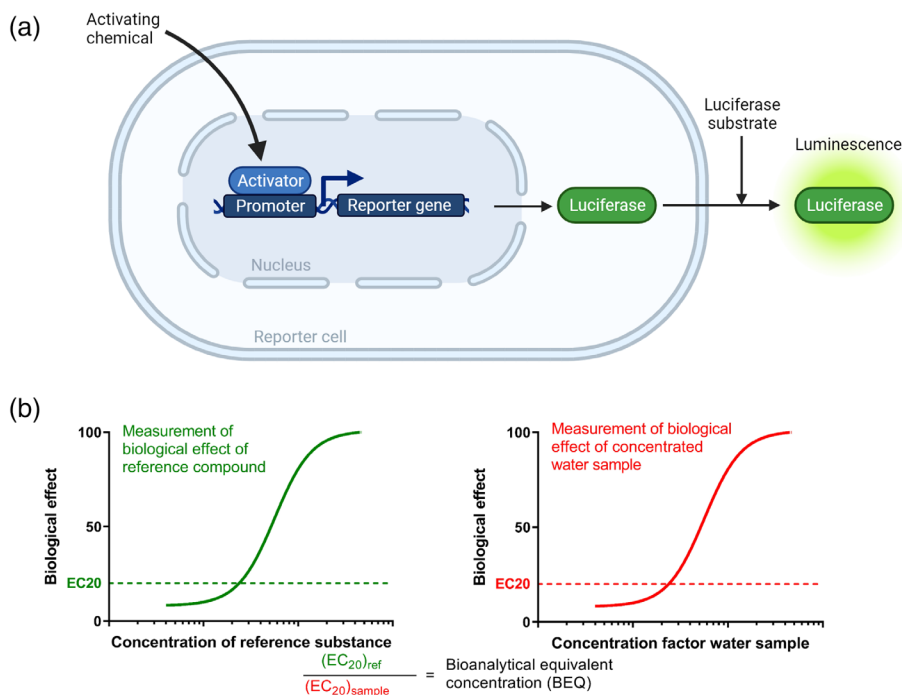 (a)
Activating
chemical
Activator
Promoter
Reporter gene
Nucleus
Reporter cell
Luciferase
Luciferase
substrate
Luminescence
Luciferase
(b)
Measurement of
biological effect of
reference compound
Biological effect
100
50
EC20
0
Concentration of reference substance
Measurement of biological
effect of concentrated
water sample
Biological effect
100
50
EC20
0
Concentration factor water sample
(EC20)ref
(EC20)sample
=
Bioanalytical equivalent
concentration (BEQ)